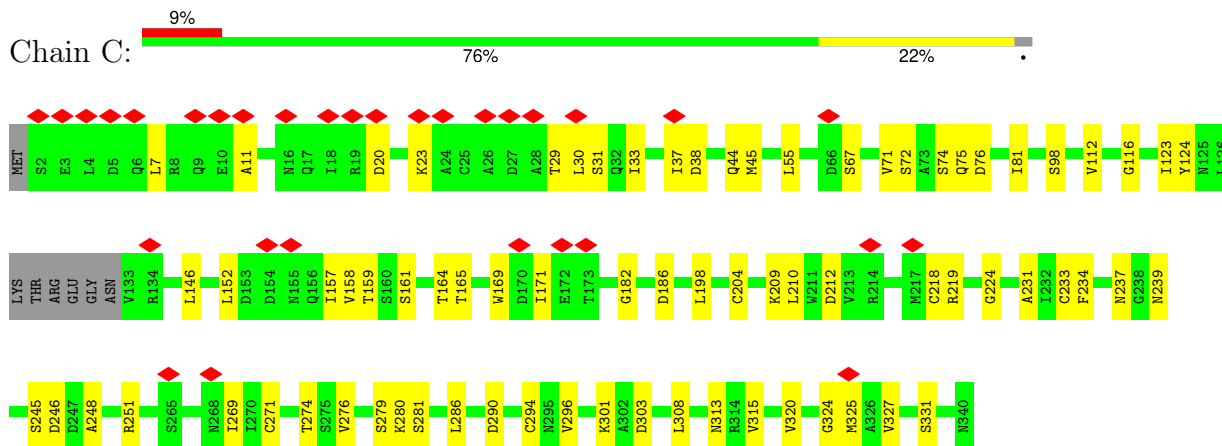 9%
Chain C:
76% 22% •
MET S2 E3 L4 D5 Q6 L7 R8 Q9 E10 A11 N16 Q17 I18 R19 D20 K23 A24 C25 A26 D27 A28 T29 L30 S31 Q32 I33 I37 D38 Q44 M45 L55 D66 S67 V71 S72 A73 S74 Q75 D76 I81 S98 V112 G116 I123 Y124 N125 L126
LYS THR ARG GLU GLY ASN V133 R134 L146 L152 D153 D154 N155 Q156 I157 V158 T159 S160 S161 T164 T165 W169 D170 I171 E172 T173 G182 D186 L198 C204 K209 L210 W211 D212 V213 R214 M217 C218 R219 G224 A231 I232 C233 F234 N237 G238 N239
S245 D246 D247 A248 R251 S265 N268 I269 I270 C271 T274 S275 V276 S279 K280 S281 L286 D290 C294 N295 V296 K301 A302 D303 L308 N313 R314 V315 V320 G324 M325 A326 V327 S331 N340